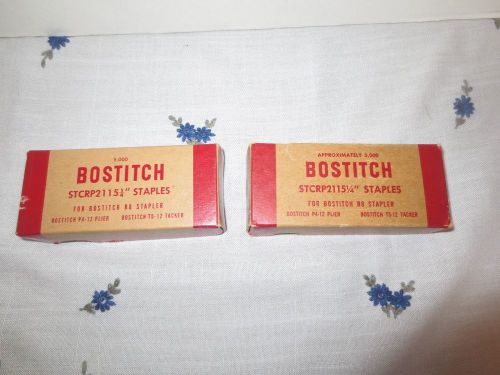 5,000
BOSTITCH
STCRP2115¼" STAPLES
FOR BOSTITCH B8 STAPLER
BOSTITCH P4-12 PLIER BOSTITCH T5-12 TACKER
APPROXIMATELY 5,000
BOSTITCH
STCRP2115¼" STAPLES
FOR BOSTITCH B8 STAPLER
BOSTITCH P4-12 PLIER BOSTITCH T5-12 TACKER